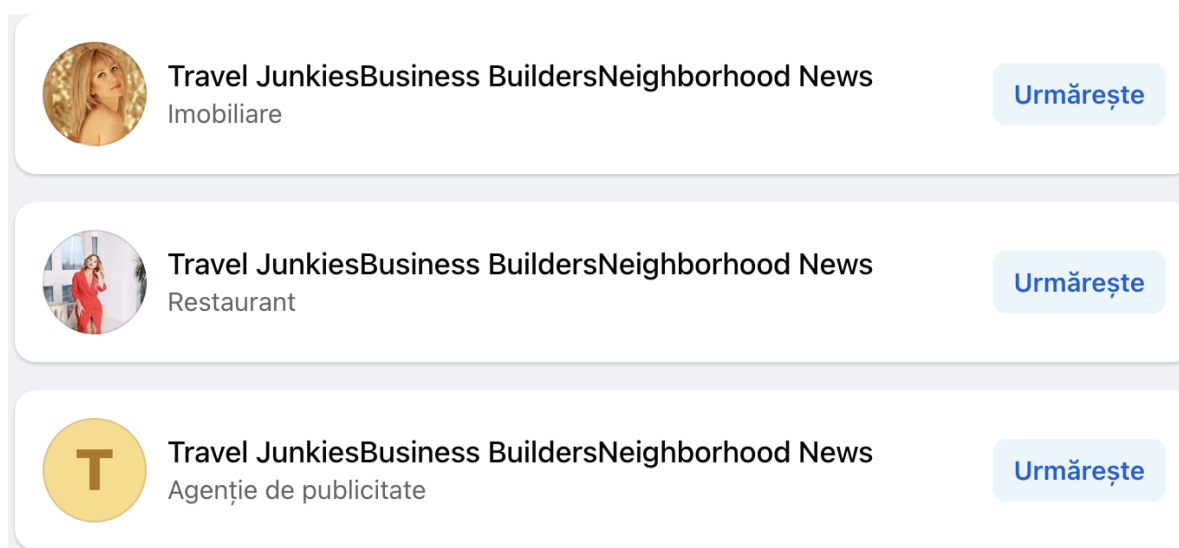 Travel JunkiesBusiness BuildersNeighborhood News
Imobiliare
Urmărește
Travel JunkiesBusiness BuildersNeighborhood News
Restaurant
Urmărește
T
Travel JunkiesBusiness BuildersNeighborhood News
Agenție de publicitate
Urmărește